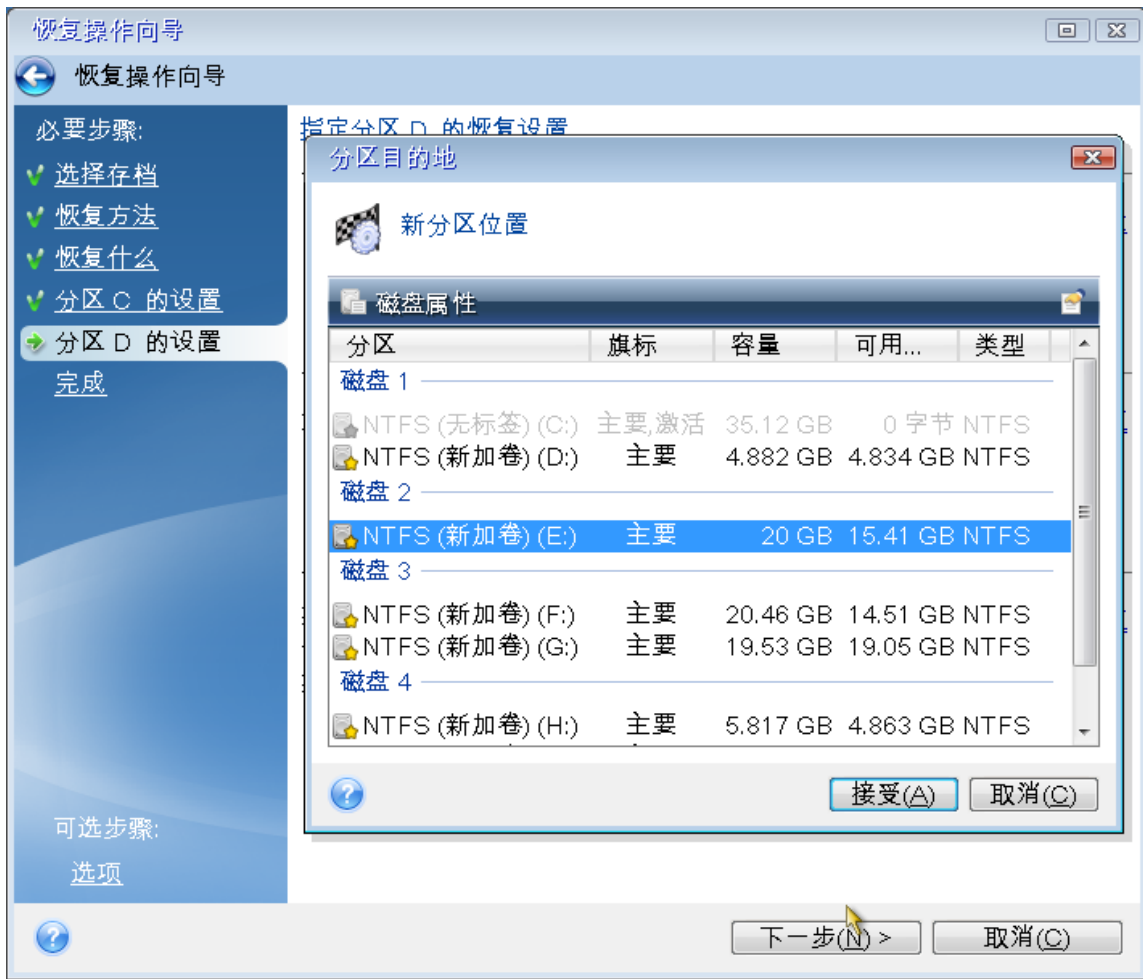 恢复操作向导
恢复操作向导
必要步骤:
选择存档
恢复方法
恢复什么
分区 C 的设置
分区 D 的设置
完成
可选步骤:
选项
指定分区 D 的恢复设置
分区目的地
新分区位置
磁盘属性
分区 旗标 容量 可用... 类型
磁盘 1
NTFS (无标签) (C:) 主要,激活 35.12 GB 0 字节 NTFS
NTFS (新加卷) (D:) 主要 4.882 GB 4.834 GB NTFS
磁盘 2
NTFS (新加卷) (E:) 主要 20 GB 15.41 GB NTFS
磁盘 3
NTFS (新加卷) (F:) 主要 20.46 GB 14.51 GB NTFS
NTFS (新加卷) (G:) 主要 19.53 GB 19.05 GB NTFS
磁盘 4
NTFS (新加卷) (H:) 主要 5.817 GB 4.863 GB NTFS
接受(A) 取消(C)
下一步(N) > 取消(C)